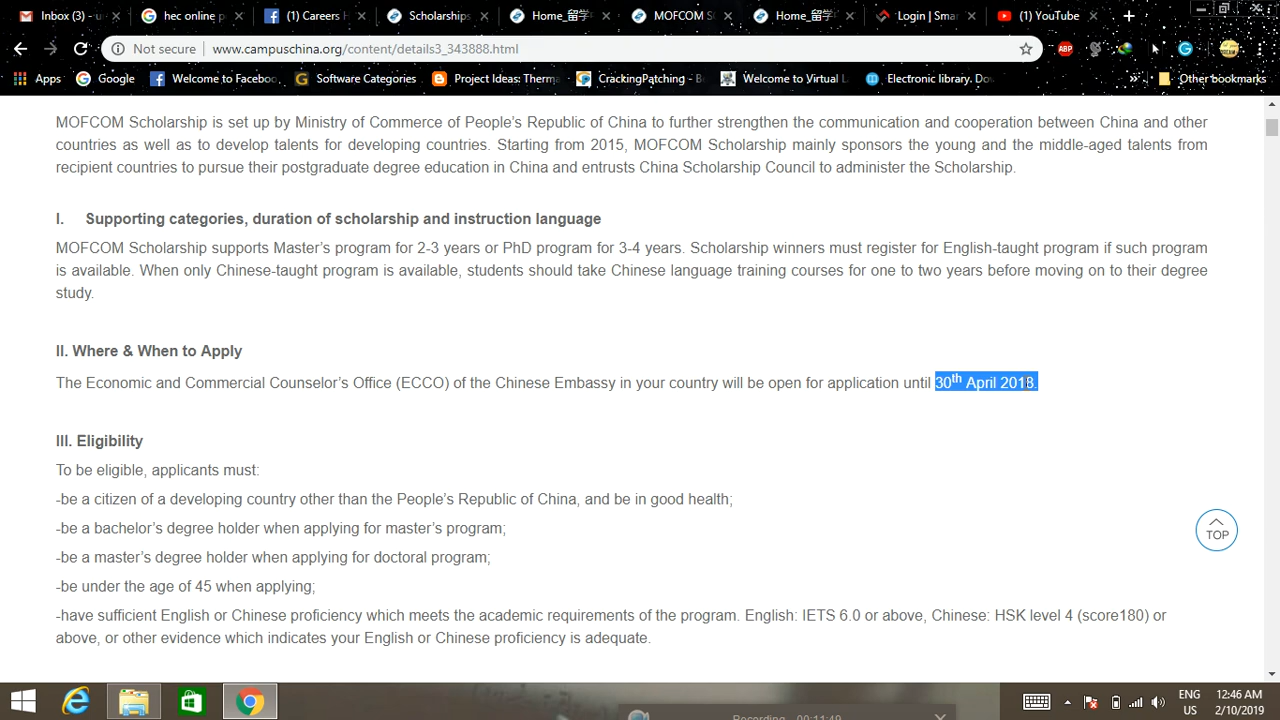 Inbox (3) - u
hec online p
(1) Careers H
Scholarships
Home_留学
MOFCOM S
Home_留学
Login | Sma
(1) YouTube
Not secure | www.campuschina.org/content/details3_343888.html
ABP
Apps
Google
Welcome to Faceboo
Software Categories
Project Ideas: Therm
CrackingPatching - B
Welcome to Virtual L
Electronic library. Do
Other bookmarks
MOFCOM Scholarship is set up by Ministry of Commerce of People's Republic of China to further strengthen the communication and cooperation between China and other
countries as well as to develop talents for developing countries. Starting from 2015, MOFCOM Scholarship mainly sponsors the young and the middle-aged talents from
recipient countries to pursue their postgraduate degree education in China and entrusts China Scholarship Council to administer the Scholarship.
I. Supporting categories, duration of scholarship and instruction language
MOFCOM Scholarship supports Master's program for 2-3 years or PhD program for 3-4 years. Scholarship winners must register for English-taught program if such program
is available. When only Chinese-taught program is available, students should take Chinese language training courses for one to two years before moving on to their degree
study.
II. Where & When to Apply
The Economic and Commercial Counselor's Office (ECCO) of the Chinese Embassy in your country will be open for application until 30th April 2018.
III. Eligibility
To be eligible, applicants must:
-be a citizen of a developing country other than the People's Republic of China, and be in good health;
-be a bachelor's degree holder when applying for master's program;
-be a master's degree holder when applying for doctoral program;
-be under the age of 45 when applying;
-have sufficient English or Chinese proficiency which meets the academic requirements of the program. English: IETS 6.0 or above, Chinese: HSK level 4 (score180) or
above, or other evidence which indicates your English or Chinese proficiency is adequate.
TOP
ENG
US
12:46 AM
2/10/2019
Recording 00:11:49